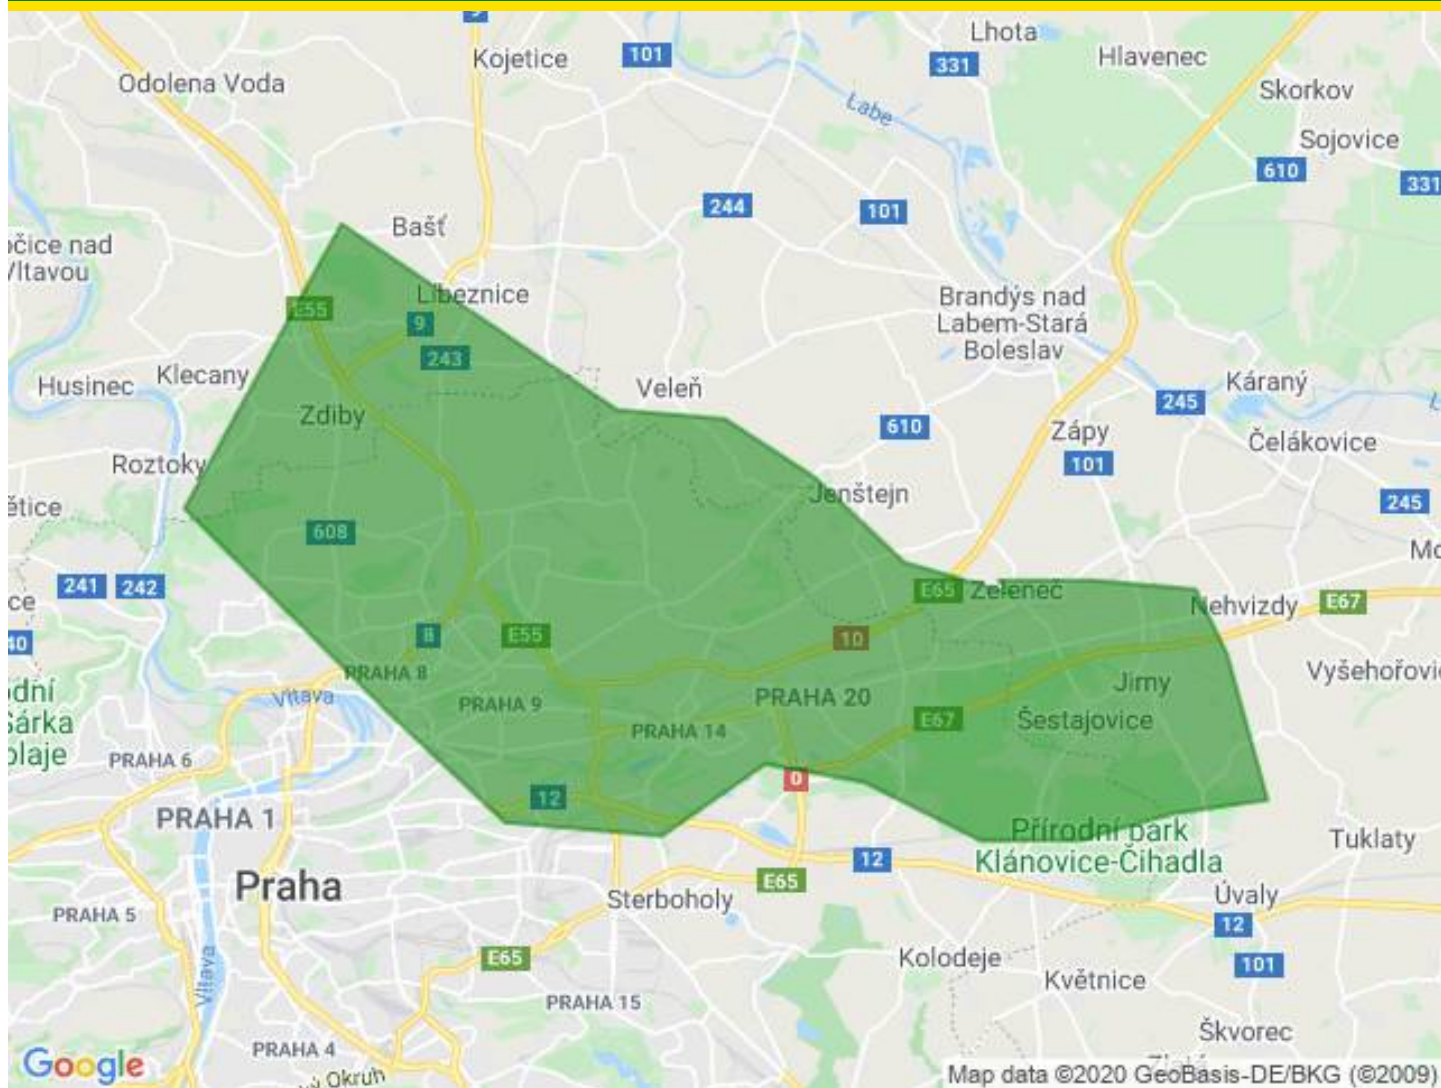 Lhota
Kojetice
101
331
Hlavenec
Odolena Voda
Skorkov
Labe
Sojovice
610
331
244
101
Bašť
Líbeznice
E55
9
243
Brandýs nad
Labem-Stará
Boleslav
Husinec
Klecany
Veleň
Káraný
245
Zdiby
610
Zápy
Čelákovice
101
Roztoky
Jenštejn
245
608
241
242
E65
Zeleneč
Nehvizdy
E67
8
E55
10
PRAHA 8
Vltava
PRAHA 9
PRAHA 20
Jirny
E67
Šestajovice
PRAHA 14
PRAHA 6
0
12
PRAHA 1
Přírodní park
Klánovice-Čihadla
Tuklaty
12
E65
Praha
Sterboholy
Úvaly
PRAHA 5
12
E65
Kolodeje
101
Vltava
Květnice
PRAHA 15
Škvorec
PRAHA 4
Google
Okruh
Map data ©2020 GeoBasis-DE/BKG (©2009)